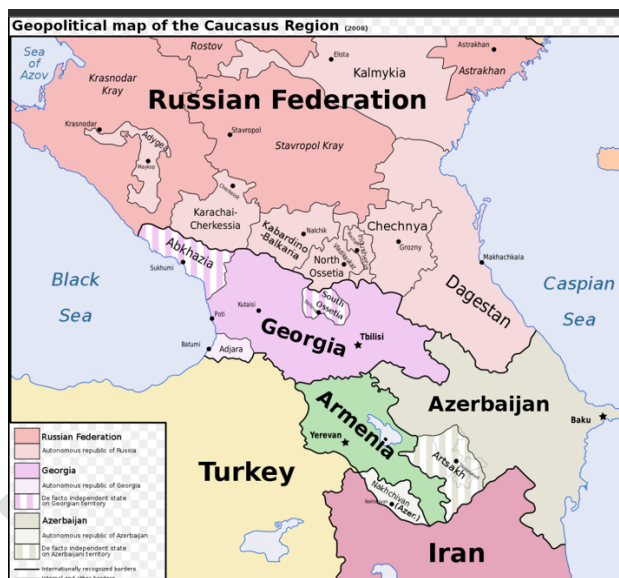 Geopolitical map of the Caucasus Region (2008)
Sea
of
Azov
Rostov
Elista
Astrakhan
Krasnodar
Kray
Kalmykia
Astrakhan
Russian Federation
Krasnodar
Adygea
Maykop
Stavropol
Stavropol Kray
Cherkessk
Karachai-
Cherkessia
Kabardino
-Balkaria
Nalchik
Chechnya
Grozny
North
Ossetia
Makhachkala
Dagestan
Abkhazia
Sukhumi
Black
Sea
Caspian
Sea
South
Ossetia
Kutaisi
Poti
Georgia
Tbilisi
Batumi
Adjara
Armenia
Yerevan
Azerbaijan
Baku
Artsakh
Turkey
Nakhchivan
(Azer.)
Iran
Russian Federation
Autonomous republic of Russia
Georgia
Autonomous republic of Georgia
De facto independent state
on Georgian territory
Azerbaijan
Autonomous republic of Azerbaijan
De facto independent state
on Azerbaijani territory
Internationally recognized borders